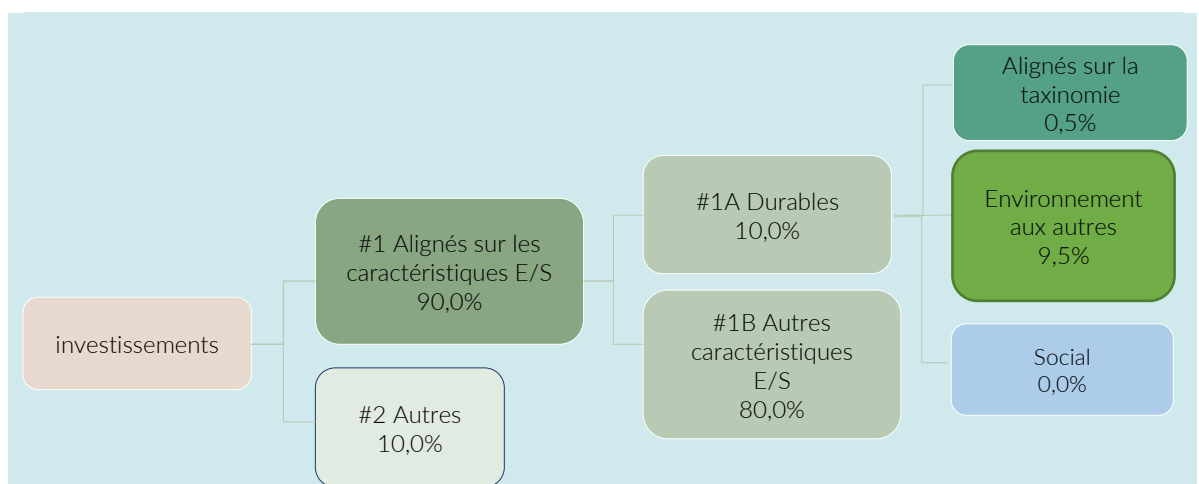 investissements
#1 Alignés sur les
caractéristiques E/S
90,0%
#2 Autres
10,0%
#1A Durables
10,0%
#1B Autres
caractéristiques
E/S
80,0%
Alignés sur la
taxinomie
0,5%
Environnement
aux autres
9,5%
Social
0,0%